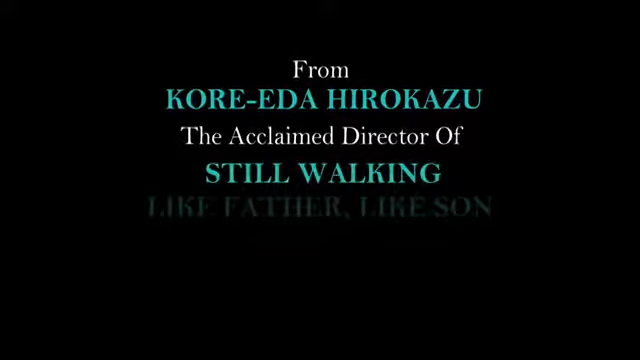 From
KORE-EDA HIROKAZU
The Acclaimed Director Of
STILL WALKING
LIKE FATHER, LIKE SON